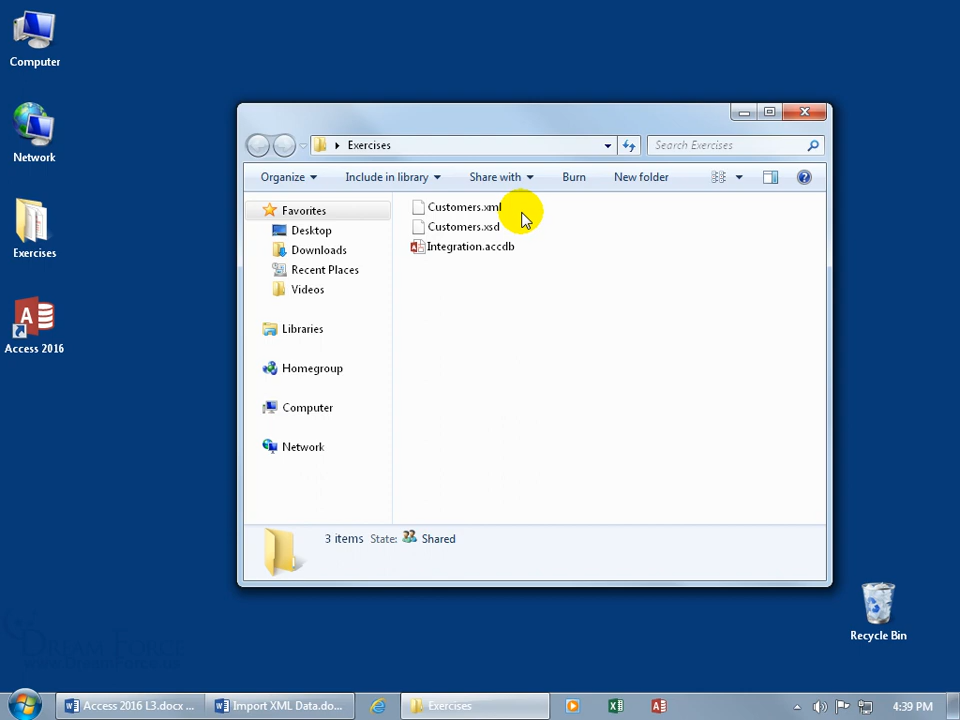 Computer
Network
Exercises
Access 2016
Exercises
Search Exercises
Organize
Include in library
Share with
Burn
New folder
Favorites
Desktop
Downloads
Recent Places
Videos
Libraries
Homegroup
Computer
Network
Customers.xml
Customers.xsd
Integration.accdb
3 items State: Shared
Recycle Bin
Access 2016 L3.docx ...
Import XML Data.do...
Exercises
4:39 PM